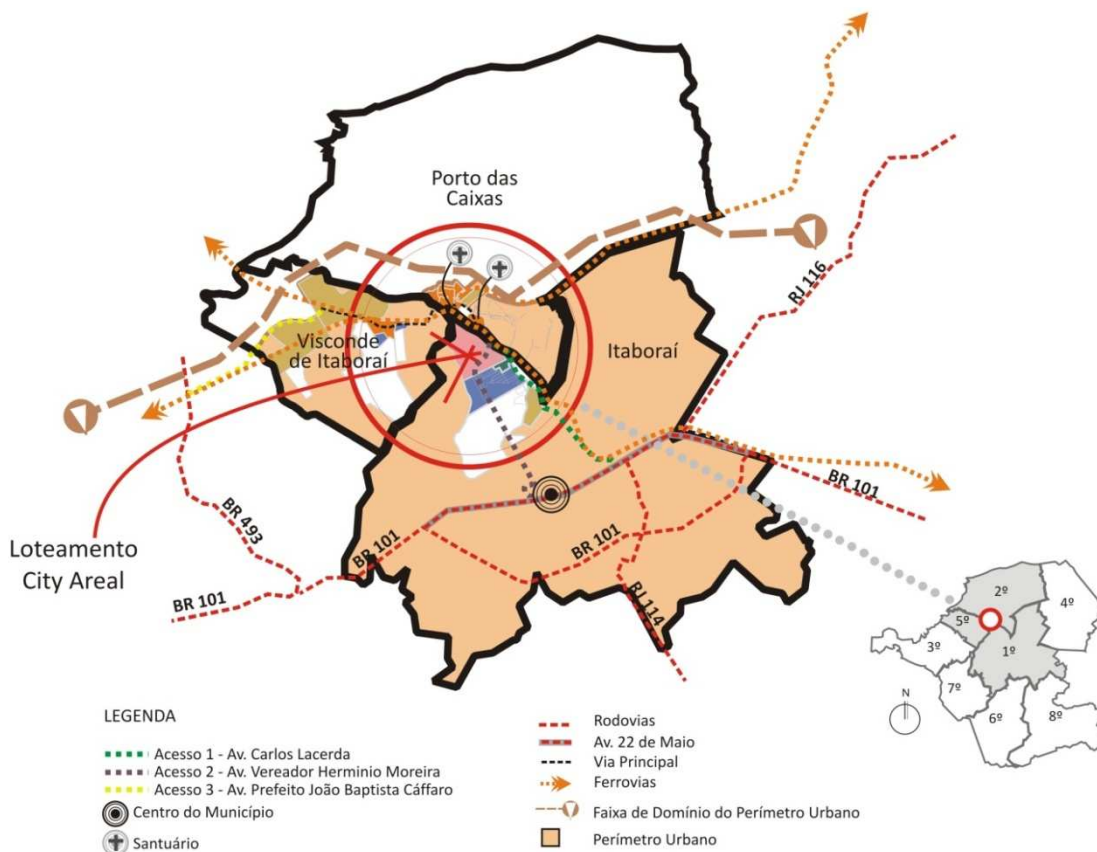 Porto das
Caixas
RJ 116
Visconde
de Itaboraí
Itaboraí
BR 493
BR 101
Loteamento
City Areal
BR 101
BR 101
BR 101
RJ 114
2º
4º
5º
3º
1º
7º
6º
8º
N
LEGENDA
Acesso 1 - Av. Carlos Lacerda
Acesso 2 - Av. Vereador Herminio Moreira
Acesso 3 - Av. Prefeito João Baptista Cáffaro
Centro do Município
Santuário
Rodovias
Av. 22 de Maio
Via Principal
Ferrovias
Faixa de Domínio do Perímetro Urbano
Perímetro Urbano